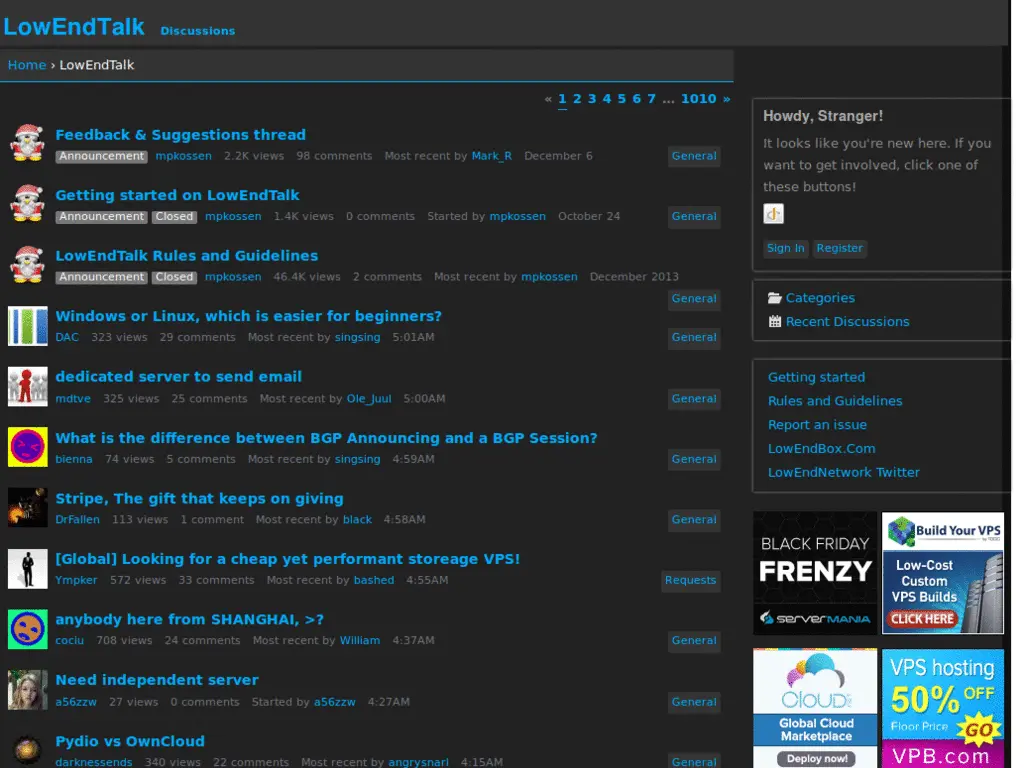 LowEndTalk Discussions
Home › LowEndTalk
« 1 2 3 4 5 6 7 … 1010 »
Feedback & Suggestions thread
Announcement mpkossen 2.2K views 98 comments Most recent by Mark_R December 6 General
Getting started on LowEndTalk
Announcement Closed mpkossen 1.4K views 0 comments Started by mpkossen October 24 General
LowEndTalk Rules and Guidelines
Announcement Closed mpkossen 46.4K views 2 comments Most recent by mpkossen December 2013
General
Windows or Linux, which is easier for beginners?
DAC 323 views 29 comments Most recent by singsing 5:01AM General
dedicated server to send email
mdtve 325 views 25 comments Most recent by Ole_Juul 5:00AM General
What is the difference between BGP Announcing and a BGP Session?
bienna 74 views 5 comments Most recent by singsing 4:59AM General
Stripe, The gift that keeps on giving
DrFallen 113 views 1 comment Most recent by black 4:58AM General
[Global] Looking for a cheap yet performant storeage VPS!
Ympker 572 views 33 comments Most recent by bashed 4:55AM Requests
anybody here from SHANGHAI, >?
cociu 708 views 24 comments Most recent by William 4:37AM General
Need independent server
a56zzw 27 views 0 comments Started by a56zzw 4:27AM General
Pydio vs OwnCloud
darknessends 340 views 22 comments Most recent by angrysnarl 4:15AM General
Howdy, Stranger!
It looks like you're new here. If you
want to get involved, click one of
these buttons!
Sign In Register
Categories
Recent Discussions
Getting started
Rules and Guidelines
Report an issue
LowEndBox.Com
LowEndNetwork Twitter
BLACK FRIDAY
FRENZY
SERVERMANIA
Build Your VPS
Low-Cost
Custom
VPS Builds
CLICK HERE
Cloud
Global Cloud
Marketplace
Deploy now!
VPS hosting
50% OFF
Floor Price
GO
VPB.com